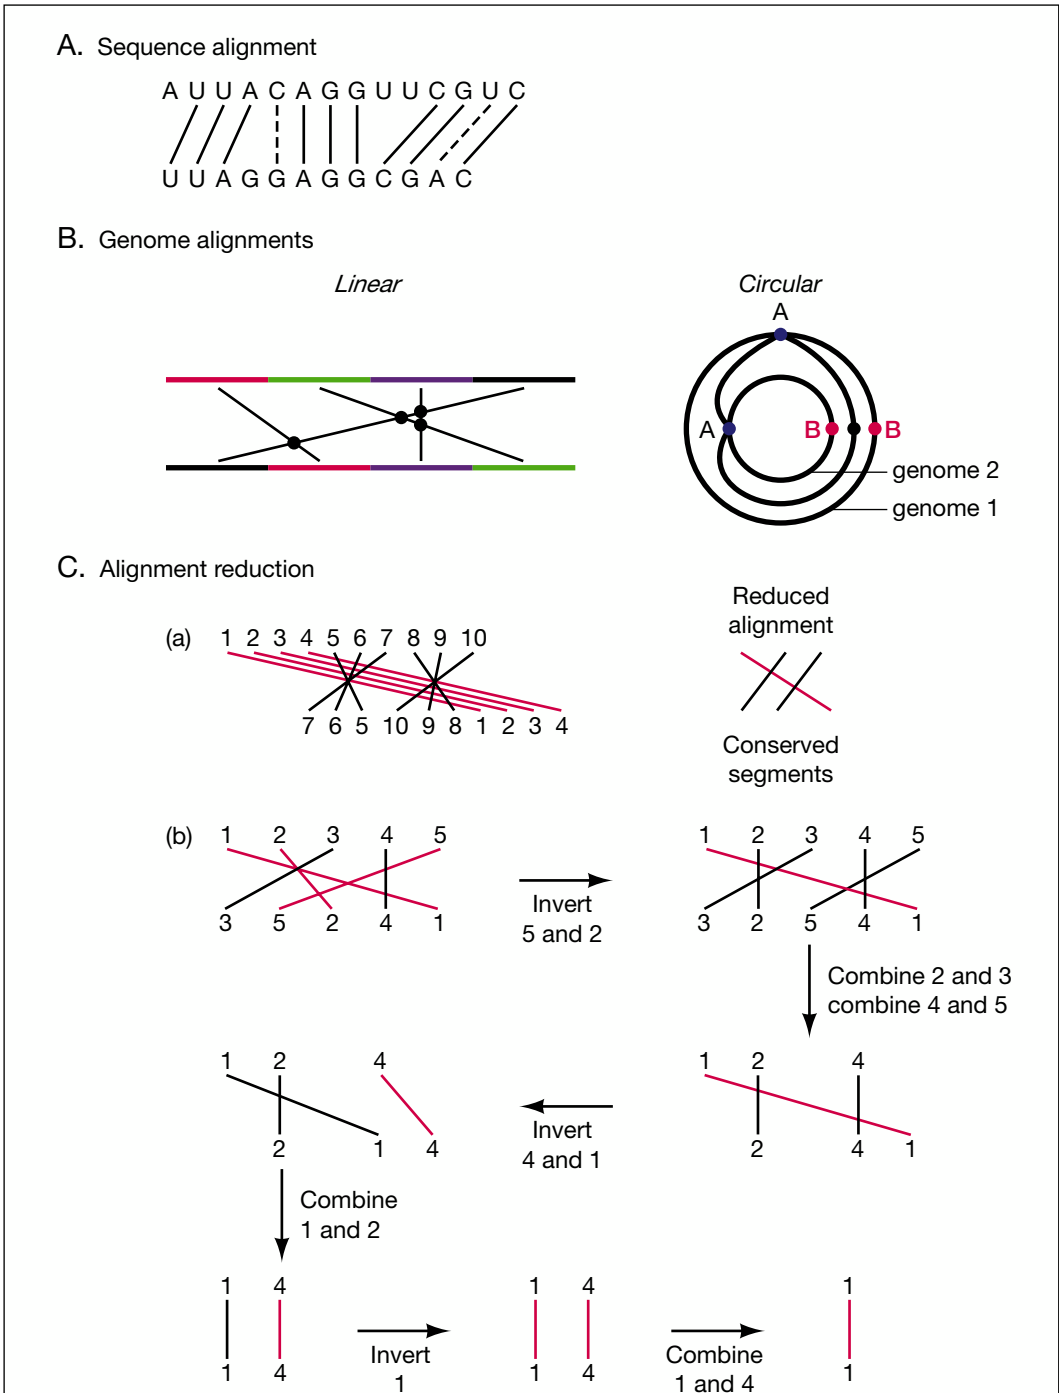 A. Sequence alignment
A U U A C A G G U U C G U C
U U A G G A G G C G A C
B. Genome alignments
Linear
Circular
A
A
B
B
genome 2
genome 1
C. Alignment reduction
Reduced
alignment
(a) 1 2 3 4 5 6 7 8 9 10
7 6 5 10 9 8 1 2 3 4
Conserved
segments
(b) 1 2 3 4 5
3 5 2 4 1
Invert
5 and 2
1 2 3 4 5
3 2 5 4 1
Combine 2 and 3
combine 4 and 5
1 2 4
2 4 1
Invert
4 and 1
1 2 4
2 1 4
Combine
1 and 2
1 4
1 4
Invert
1
1 4
1 4
Combine
1 and 4
1
1